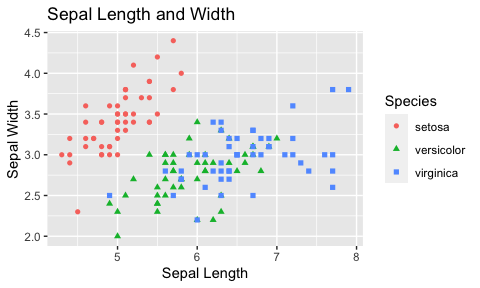 Sepal Length and Width
4.5
4.0
3.5
3.0
2.5
2.0
Sepal Width
5
6
7
8
Sepal Length
Species
setosa
versicolor
virginica